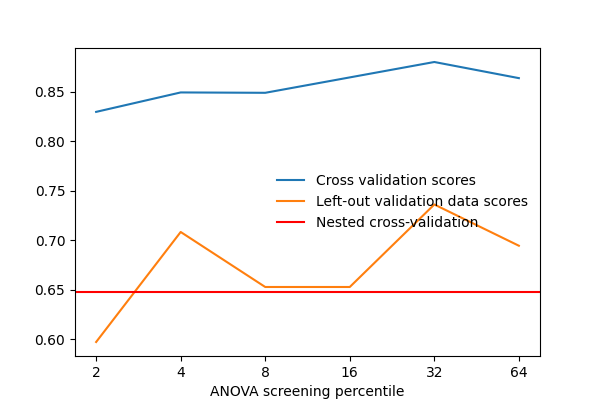 0.85
0.80
0.75
0.70
0.65
0.60
Cross validation scores
Left-out validation data scores
Nested cross-validation
2 4 8 16 32 64
ANOVA screening percentile